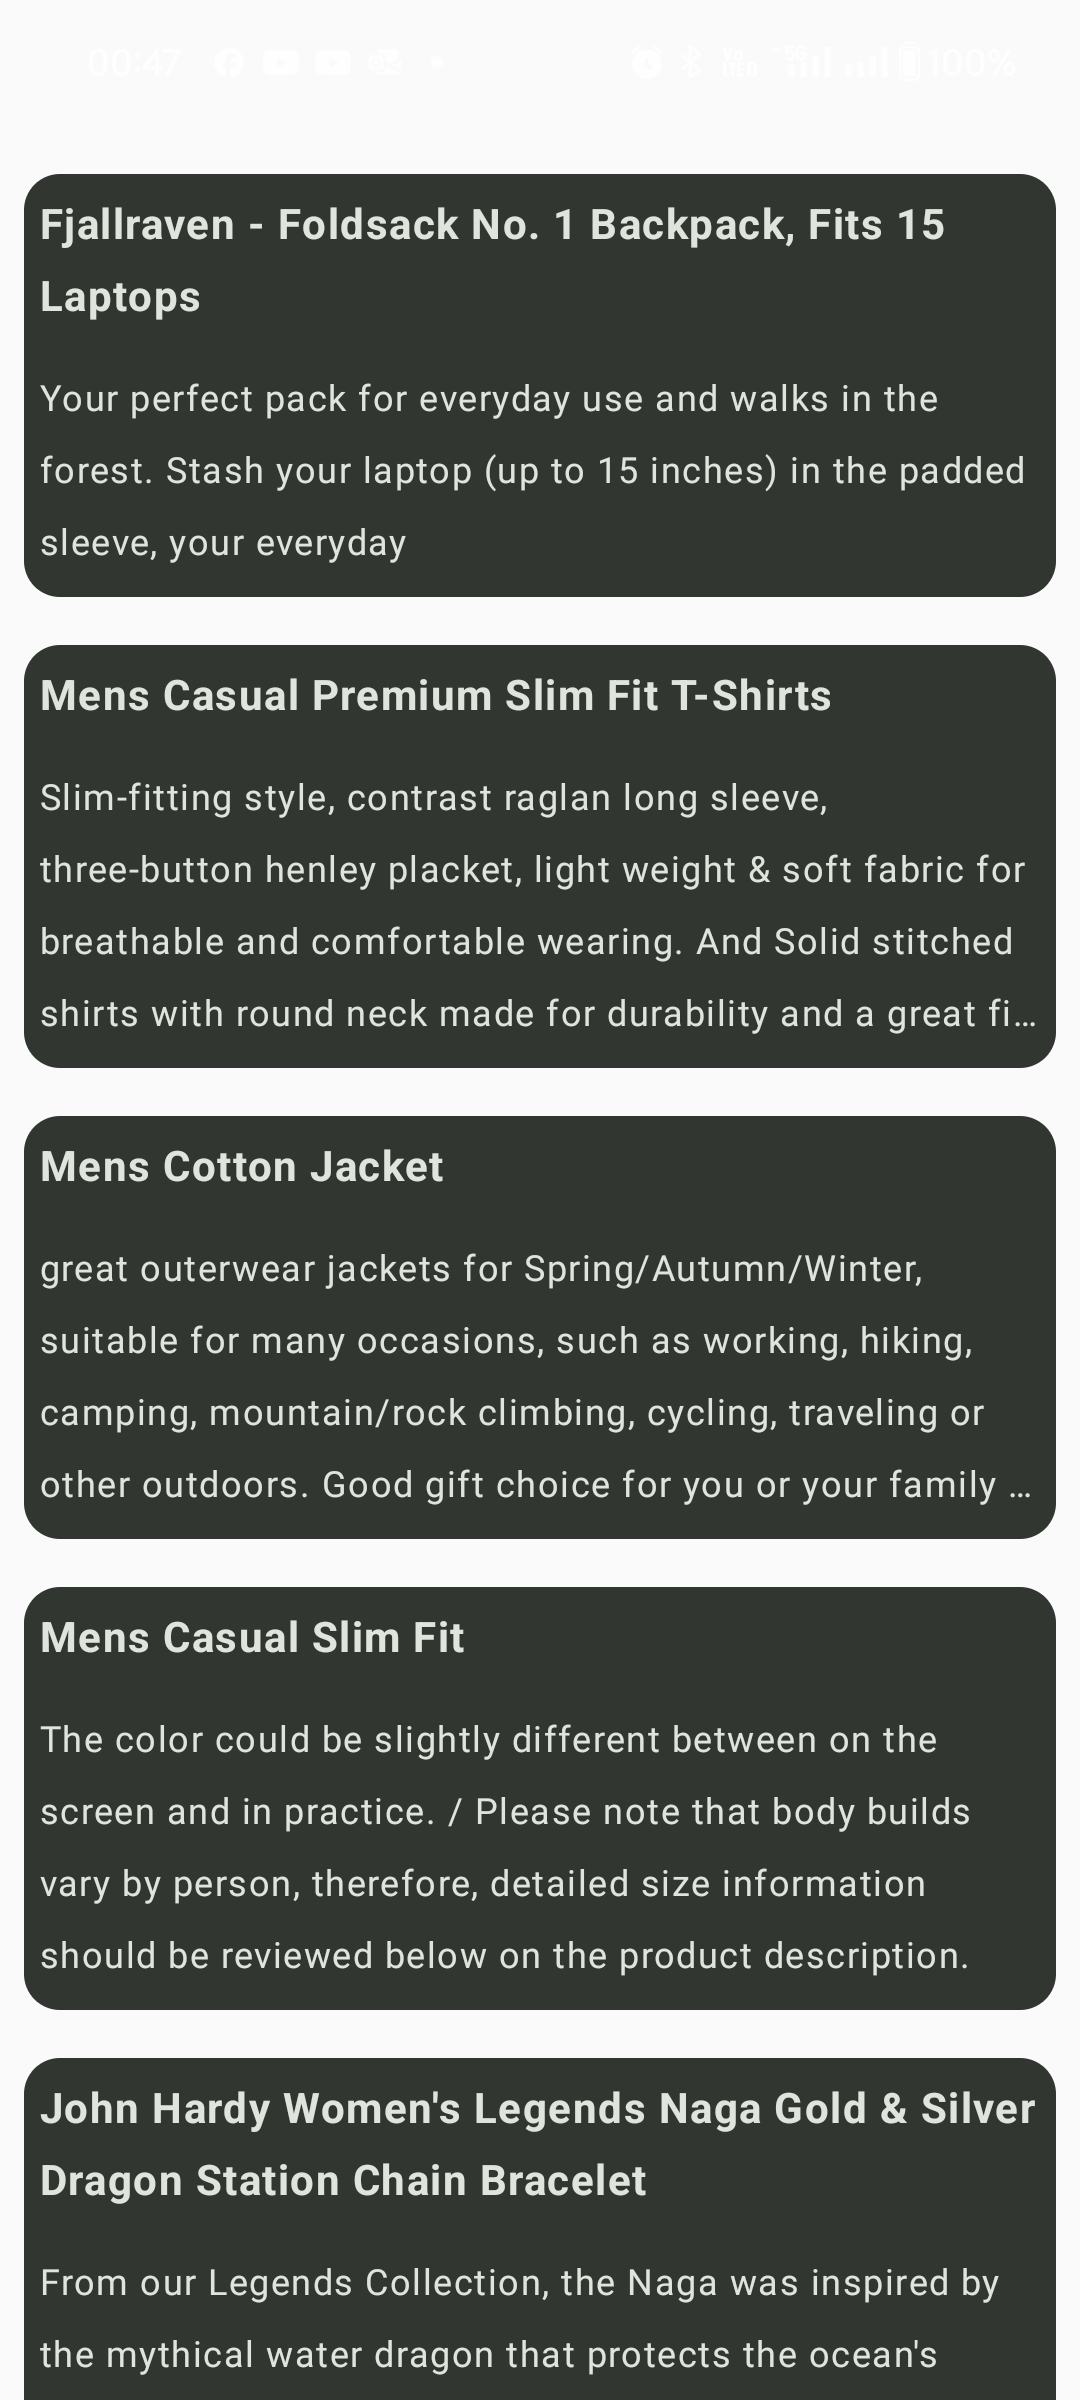 00:47 100%
Fjallraven - Foldsack No. 1 Backpack, Fits 15
Laptops
Your perfect pack for everyday use and walks in the
forest. Stash your laptop (up to 15 inches) in the padded
sleeve, your everyday
Mens Casual Premium Slim Fit T-Shirts
Slim-fitting style, contrast raglan long sleeve,
three-button henley placket, light weight & soft fabric for
breathable and comfortable wearing. And Solid stitched
shirts with round neck made for durability and a great fi…
Mens Cotton Jacket
great outerwear jackets for Spring/Autumn/Winter,
suitable for many occasions, such as working, hiking,
camping, mountain/rock climbing, cycling, traveling or
other outdoors. Good gift choice for you or your family …
Mens Casual Slim Fit
The color could be slightly different between on the
screen and in practice. / Please note that body builds
vary by person, therefore, detailed size information
should be reviewed below on the product description.
John Hardy Women's Legends Naga Gold & Silver
Dragon Station Chain Bracelet
From our Legends Collection, the Naga was inspired by
the mythical water dragon that protects the ocean's